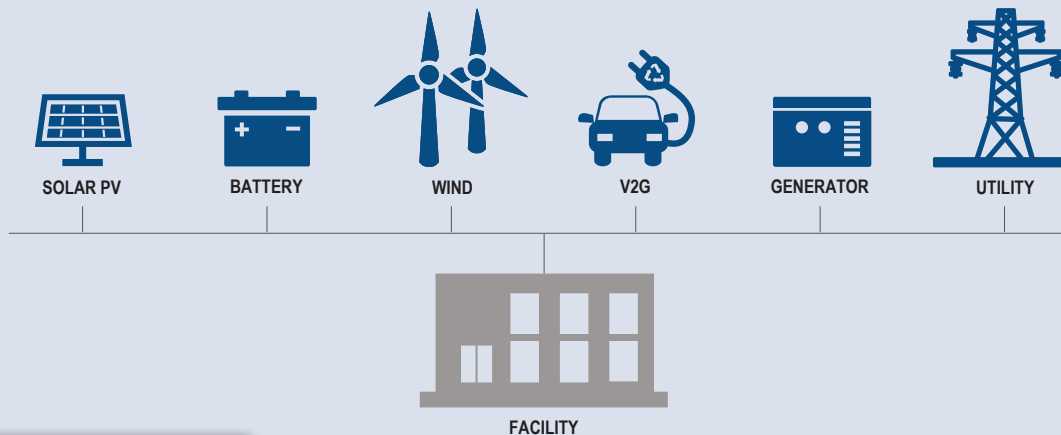 SOLAR PV
BATTERY
WIND
V2G
GENERATOR
UTILITY
FACILITY